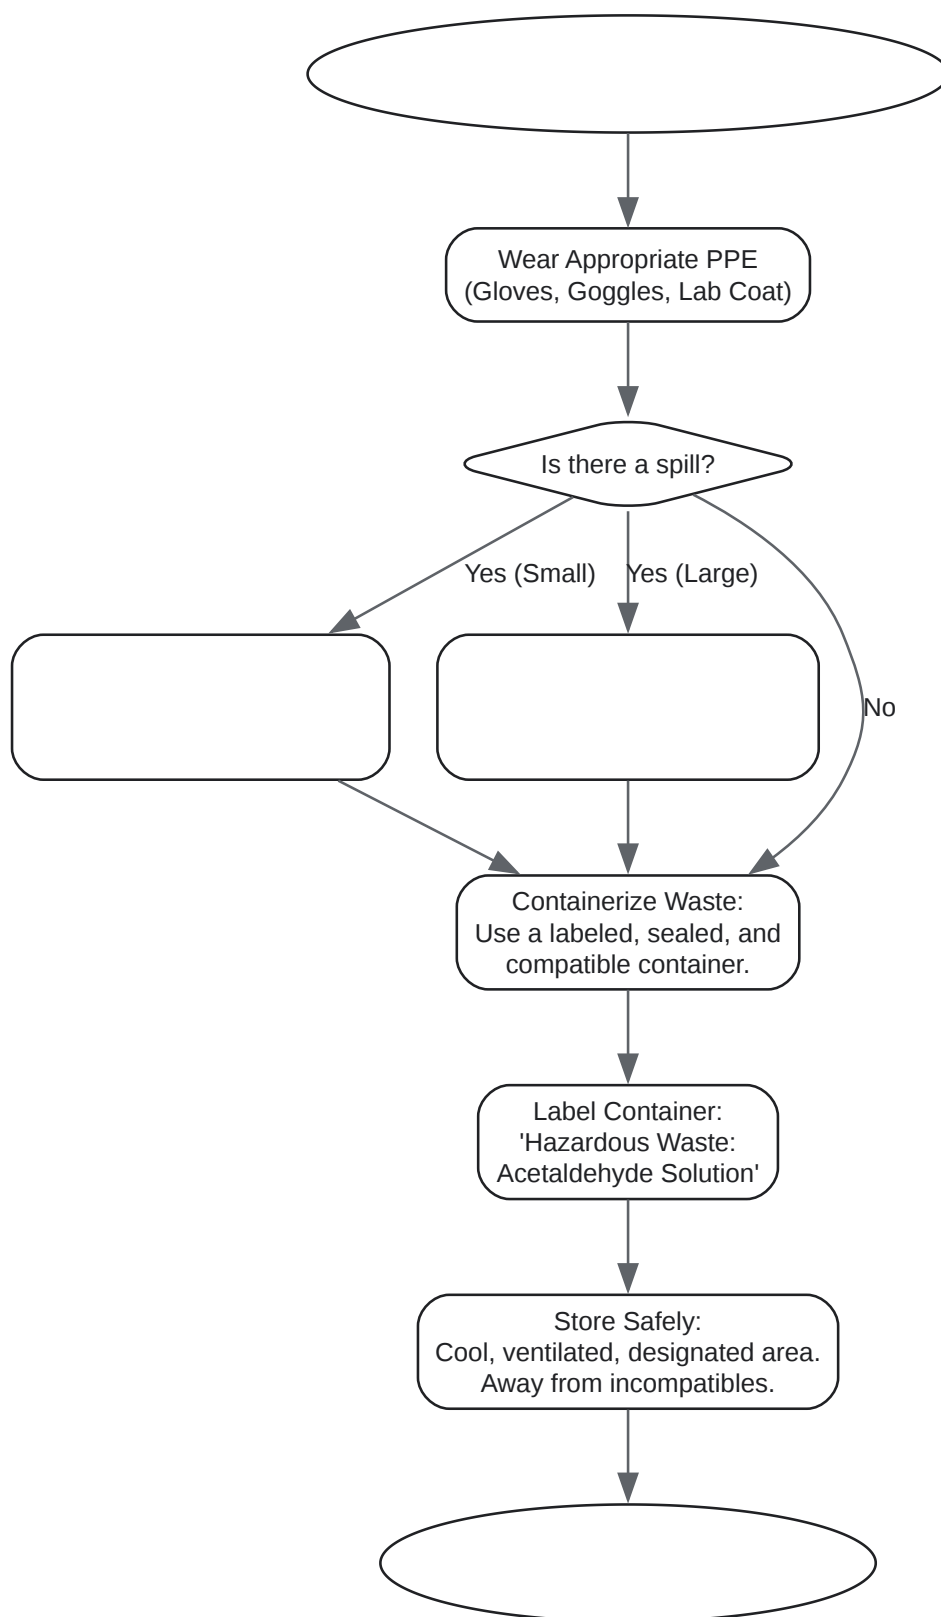 Wear Appropriate PPE
(Gloves, Goggles, Lab Coat)
Is there a spill?
Yes (Small)
Yes (Large)
No
Containerize Waste:
Use a labeled, sealed, and
compatible container.
Label Container:
'Hazardous Waste:
Acetaldehyde Solution'
Store Safely:
Cool, ventilated, designated area.
Away from incompatibles.